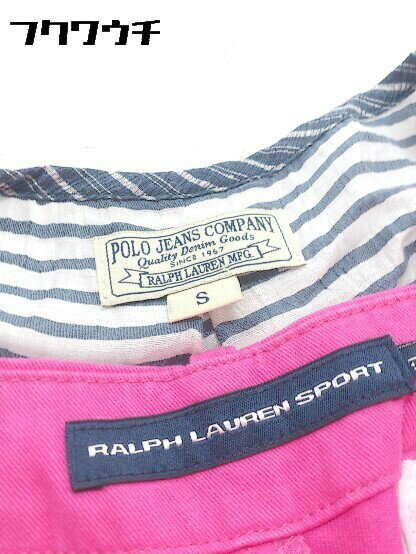 フクワウチ
POLO JEANS COMPANY
Quality Denim Goods
SINCE 1967
RALPH LAUREN MFG.
S
RALPH LAUREN SPORT